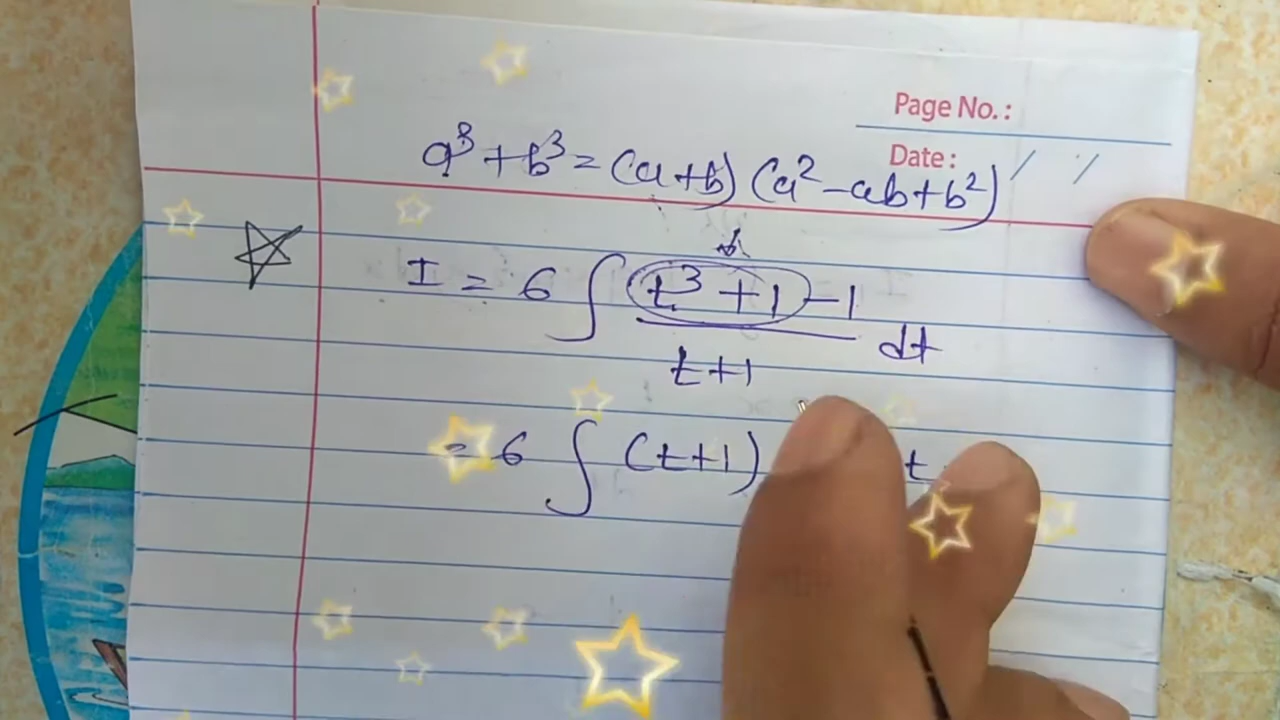 Page No.:
Date: / /
a³ + b³ = (a+b) (a² - ab + b²)
I = 6 ∫ (t³ + 1 - 1)/(t + 1) dt
= 6 ∫ (t+1) t